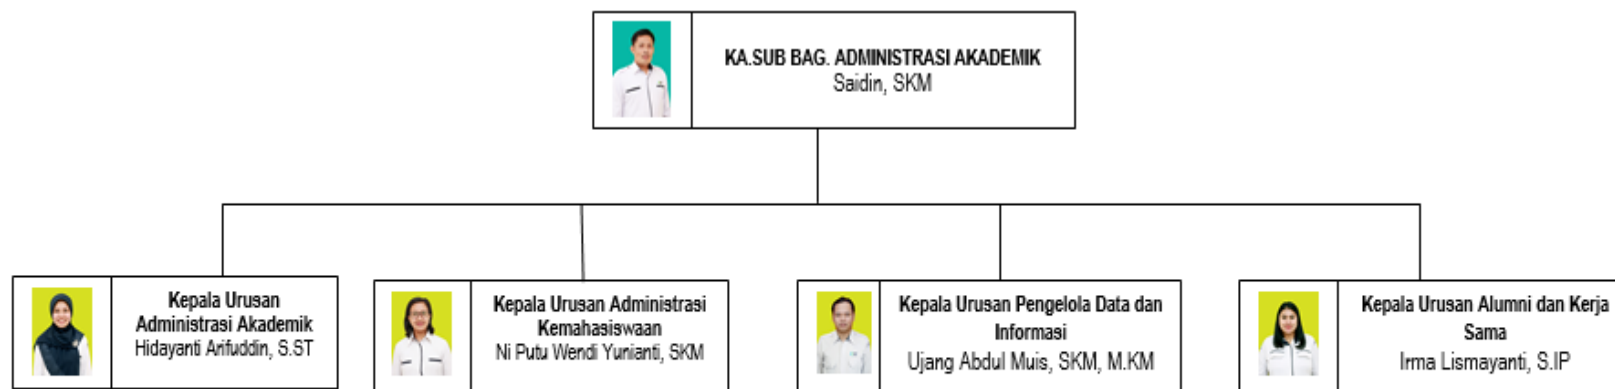 KA.SUB BAG. ADMINISTRASI AKADEMIK
Saidin, SKM
Kepala Urusan
Administrasi Akademik
Hidayanti Arifuddin, S.ST
Kepala Urusan Administrasi
Kemahasiswaan
Ni Putu Wendi Yunianti, SKM
Kepala Urusan Pengelola Data dan
Informasi
Ujang Abdul Muis, SKM, M.KM
Kepala Urusan Alumni dan Kerja
Sama
Irma Lismayanti, S.IP